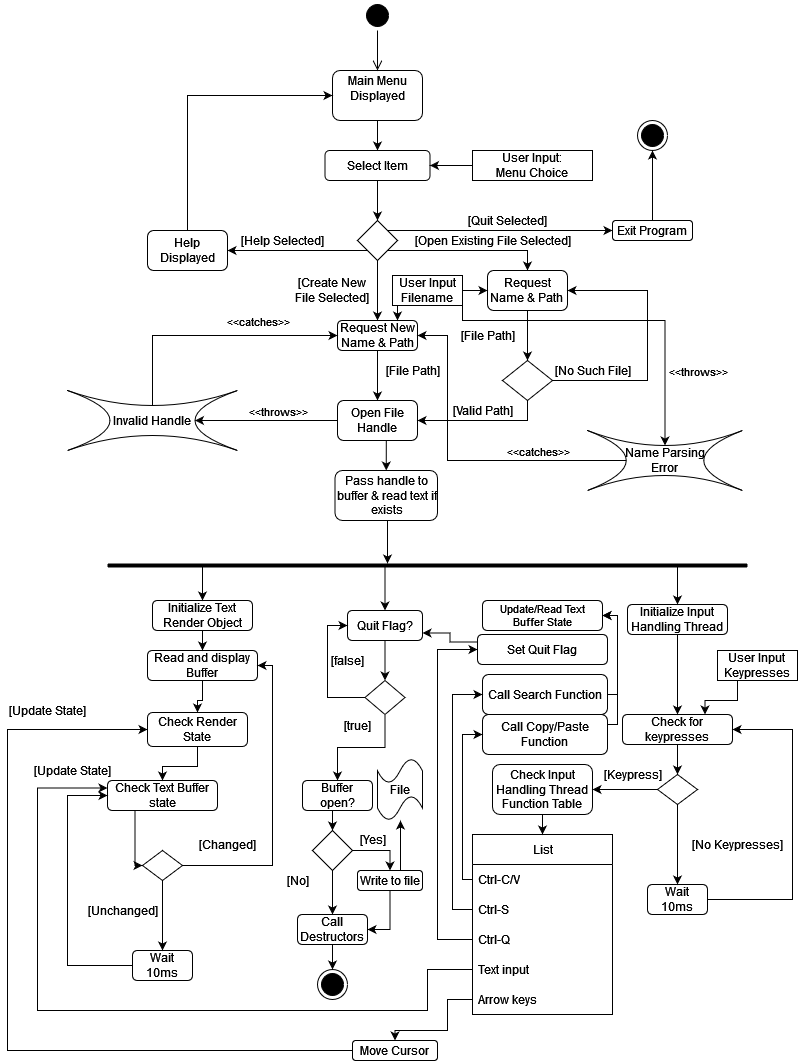 Main Menu
Displayed
Select Item
User Input:
Menu Choice
[Quit Selected]
Exit Program
[Help Selected]
[Open Existing File Selected]
Help
Displayed
[Create New
File Selected]
User Input
Filename
Request
Name & Path
<<catches>>
Request New
Name & Path
[File Path]
[File Path]
[No Such File]
<<throws>>
Invalid Handle
<<throws>>
Open File
Handle
[Valid Path]
<<catches>>
Name Parsing
Error
Pass handle to
buffer & read text if
exists
Initialize Text
Render Object
Quit Flag?
Update/Read Text
Buffer State
Initialize Input
Handling Thread
Read and display
Buffer
[false]
Set Quit Flag
User Input
Keypresses
[Update State]
Check Render
State
[true]
Call Search Function
Call Copy/Paste
Function
Check for
keypresses
[Update State]
Check Text Buffer
state
Buffer
open?
File
Check Input
Handling Thread
Function Table
[Keypress]
[Changed]
[Yes]
List
[No Keypresses]
[No]
Write to file
Ctrl-C/V
Wait
10ms
[Unchanged]
Call
Destructors
Ctrl-S
Ctrl-Q
Wait
10ms
Text input
Arrow keys
Move Cursor